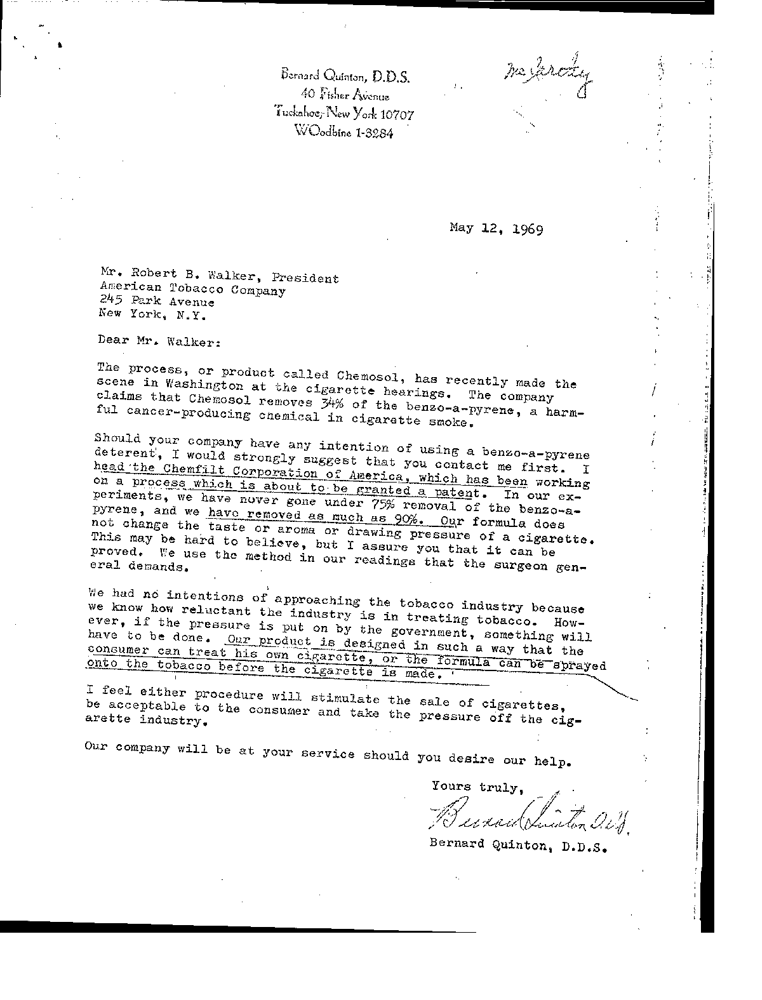 Bernard Quinton, D.D.S.
40 Fisher Avenue
Tuckahoe, New York 10707
WOodbine 1-3284
May 12, 1969
Mr. Robert B. Walker, President
American Tobacco Company
245 Park Avenue
New York, N.Y.
Dear Mr. Walker:
The process, or product called Chemosol, has recently made the
scene in Washington at the cigarette hearings. The company
claims that Chemosol removes 34% of the benzo-a-pyrene, a harm-
ful cancer-producing chemical in cigarette smoke.
Should your company have any intention of using a benzo-a-pyrene
deterent, I would strongly suggest that you contact me first. I
head the Chemfilt Corporation of America, which has been working
on a process which is about to be granted a patent. In our ex-
periments, we have never gone under 75% removal of the benzo-a-
pyrene, and we have removed as much as 90%. Our formula does
not change the taste or aroma or drawing pressure of a cigarette.
This may be hard to believe, but I assure you that it can be
proved. We use the method in our readings that the surgeon gen-
eral demands.
We had no intentions of approaching the tobacco industry because
we know how reluctant the industry is in treating tobacco. How-
ever, if the pressure is put on by the government, something will
have to be done. Our product is designed in such a way that the
consumer can treat his own cigarette, or the formula can be sprayed
onto the tobacco before the cigarette is made.
I feel either procedure will stimulate the sale of cigarettes,
be acceptable to the consumer and take the pressure off the cig-
arette industry.
Our company will be at your service should you desire our help.
Yours truly,
Bernard Quinton D.D.S.
Bernard Quinton, D.D.S.